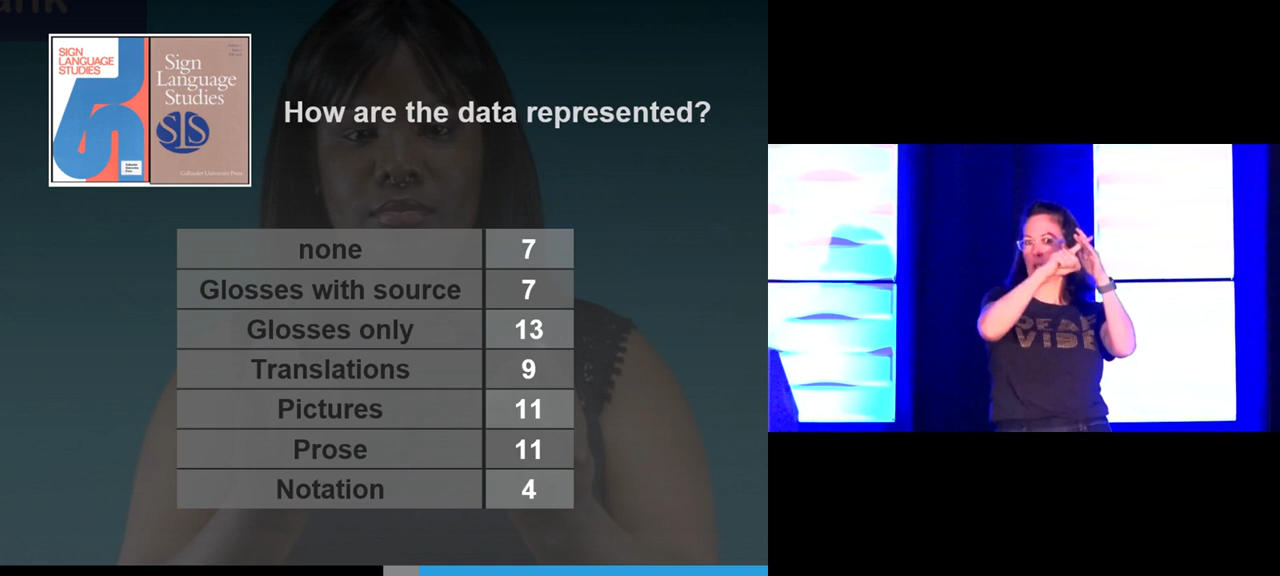 SIGN
LANGUAGE
STUDIES
Sign
Language
Studies
SLS
Gallaudet University Press
How are the data represented?
none 7
Glosses with source 7
Glosses only 13
Translations 9
Pictures 11
Prose 11
Notation 4
DEAF
VIBE